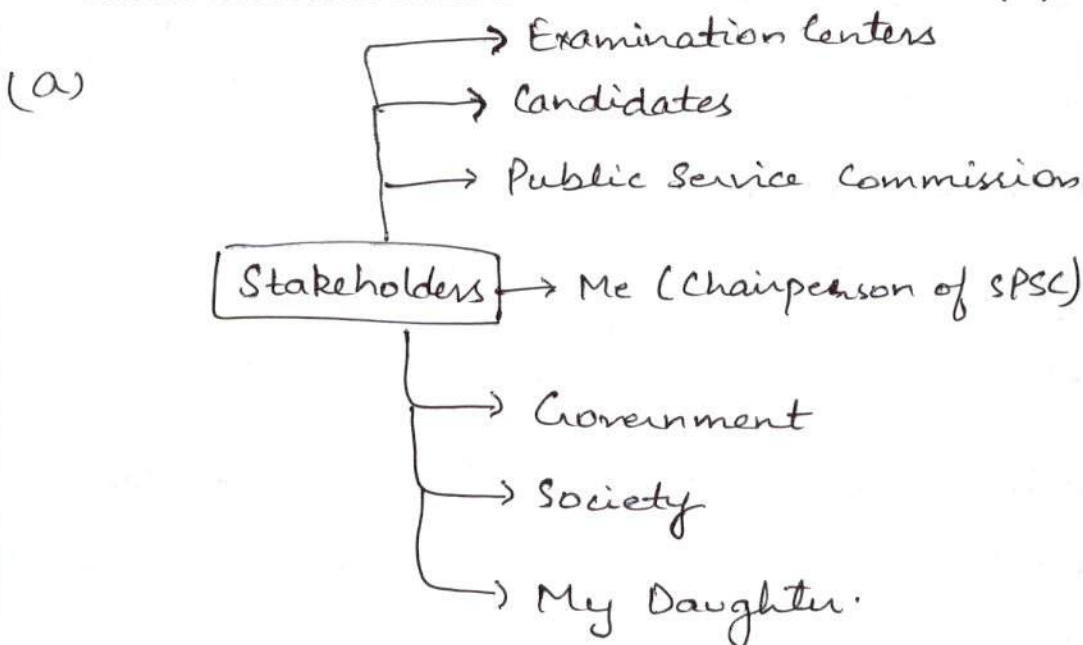 Examination Centers
(a)
Candidates
Public Service Commission
Stakeholders
Me (Chairperson of SPSC)
Government
Society
My Daughter.